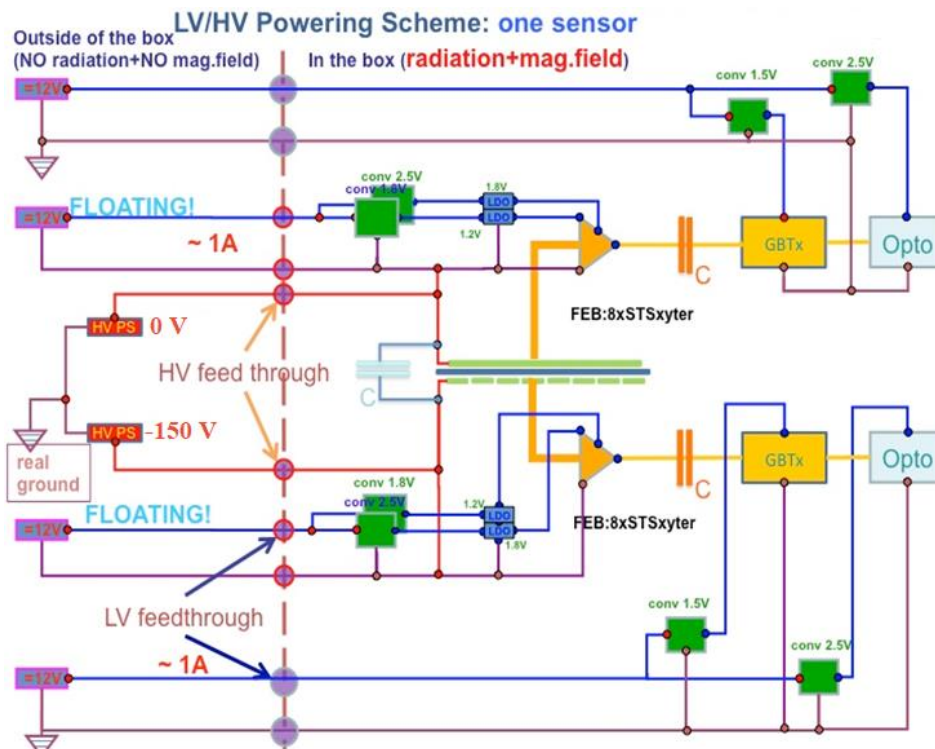 LV/HV Powering Scheme: one sensor
Outside of the box
(NO radiation+NO mag.field)
In the box (radiation+mag.field)
conv 1.5V
conv 2.5V
=12V
FLOATING!
=12V
~ 1A
conv 2.5V
conv 1.8V
1.8V
LDO
LDO
1.2V
C
GBTx
Opto
FEB:8xSTSxyter
HV PS
0 V
HV feed through
C
HV PS
-150 V
real
ground
FLOATING!
=12V
conv 1.8V
conv 2.5V
1.2V
LDO
LDO
1.8V
C
GBTx
Opto
FEB:8xSTSxyter
LV feedthrough
~ 1A
=12V
conv 1.5V
conv 2.5V